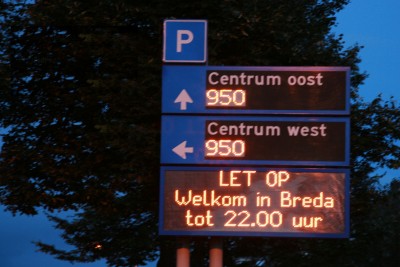 P
Centrum oost
950
Centrum west
950
LET OP
Welkom in Breda
tot 22.00 uur